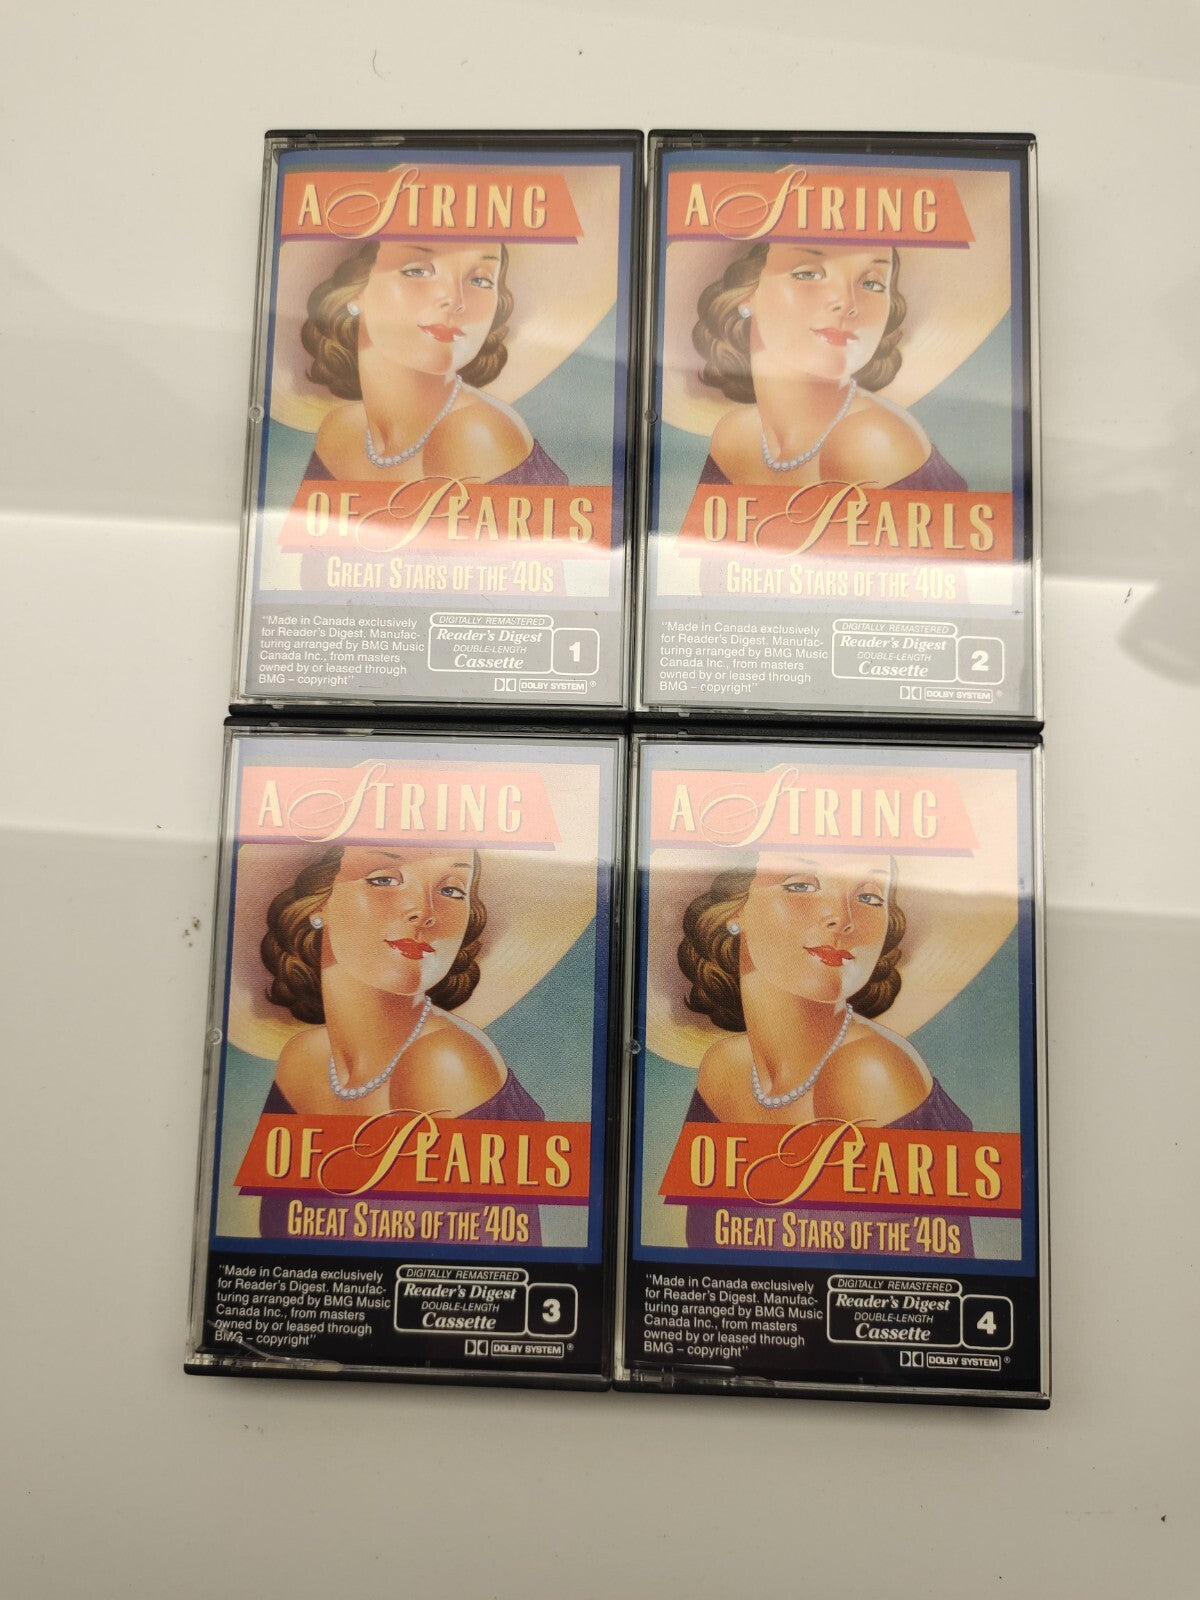 A STRING
OF PEARLS
GREAT STARS OF THE '40s
"Made in Canada exclusively
for Reader's Digest. Manufac-
turing arranged by BMG Music
Canada Inc., from masters
owned by or leased through
BMG – copyright"
DIGITALLY REMASTERED
Reader's Digest
DOUBLE-LENGTH
Cassette
1
DOLBY SYSTEM ®
A STRING
OF PEARLS
GREAT STARS OF THE '40s
"Made in Canada exclusively
for Reader's Digest. Manufac-
turing arranged by BMG Music
Canada Inc., from masters
owned by or leased through
BMG – copyright"
DIGITALLY REMASTERED
Reader's Digest
DOUBLE-LENGTH
Cassette
2
DOLBY SYSTEM ®
A STRING
OF PEARLS
GREAT STARS OF THE '40s
"Made in Canada exclusively
for Reader's Digest. Manufac-
turing arranged by BMG Music
Canada Inc., from masters
owned by or leased through
BMG – copyright"
DIGITALLY REMASTERED
Reader's Digest
DOUBLE-LENGTH
Cassette
3
DOLBY SYSTEM ®
A STRING
OF PEARLS
GREAT STARS OF THE '40s
"Made in Canada exclusively
for Reader's Digest. Manufac-
turing arranged by BMG Music
Canada Inc., from masters
owned by or leased through
BMG – copyright"
DIGITALLY REMASTERED
Reader's Digest
DOUBLE-LENGTH
Cassette
4
DOLBY SYSTEM ®